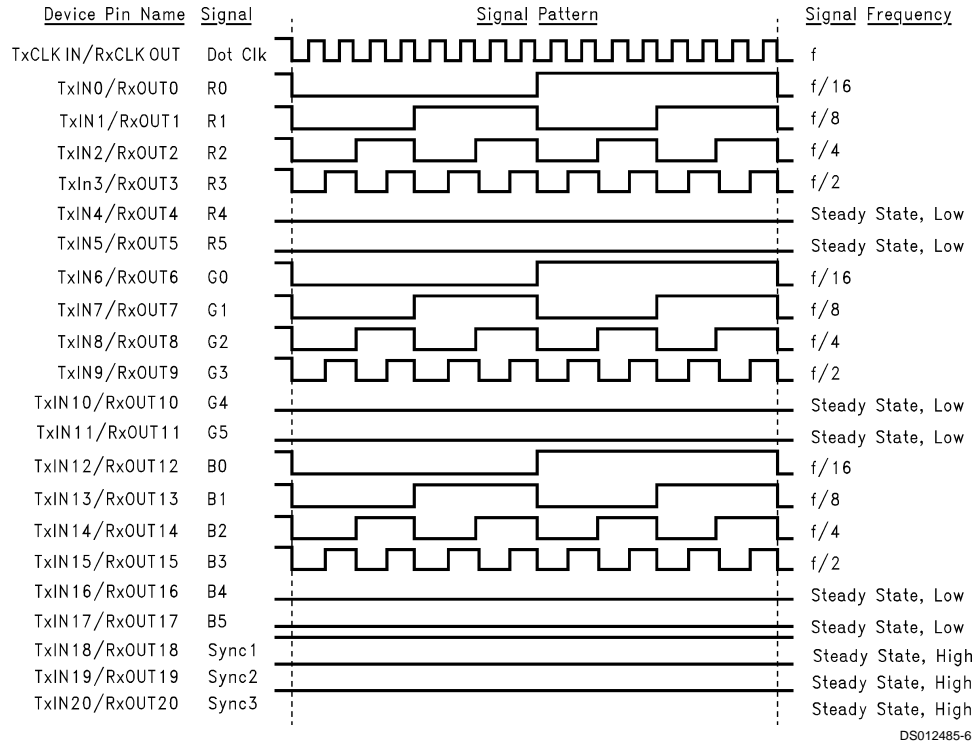 Device Pin Name Signal Signal Pattern Signal Frequency
TxCLK IN/RxCLK OUT Dot Clk f
TxIN0/RxOUT0 R0 f/16
TxIN1/RxOUT1 R1 f/8
TxIN2/RxOUT2 R2 f/4
TxIn3/RxOUT3 R3 f/2
TxIN4/RxOUT4 R4 Steady State, Low
TxIN5/RxOUT5 R5 Steady State, Low
TxIN6/RxOUT6 G0 f/16
TxIN7/RxOUT7 G1 f/8
TxIN8/RxOUT8 G2 f/4
TxIN9/RxOUT9 G3 f/2
TxIN10/RxOUT10 G4 Steady State, Low
TxIN11/RxOUT11 G5 Steady State, Low
TxIN12/RxOUT12 B0 f/16
TxIN13/RxOUT13 B1 f/8
TxIN14/RxOUT14 B2 f/4
TxIN15/RxOUT15 B3 f/2
TxIN16/RxOUT16 B4 Steady State, Low
TxIN17/RxOUT17 B5 Steady State, Low
TxIN18/RxOUT18 Sync1 Steady State, High
TxIN19/RxOUT19 Sync2 Steady State, High
TxIN20/RxOUT20 Sync3 Steady State, High
DS012485-6